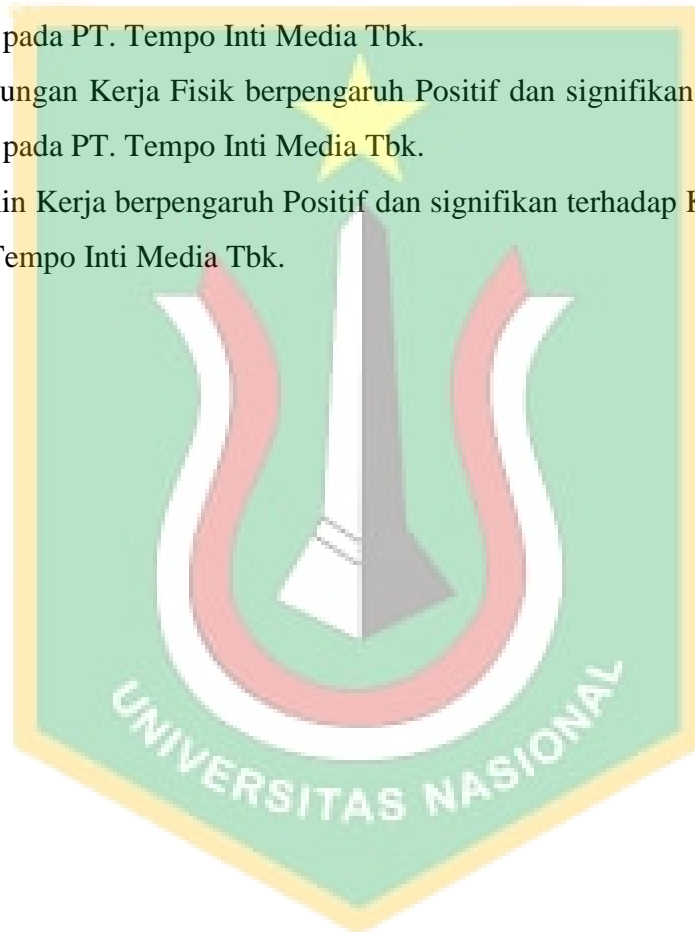 pada PT. Tempo Inti Media Tbk.
ungan Kerja Fisik berpengaruh Positif dan signifikan
pada PT. Tempo Inti Media Tbk.
in Kerja berpengaruh Positif dan signifikan terhadap K
Tempo Inti Media Tbk.
UNIVERSITAS NASIONAL